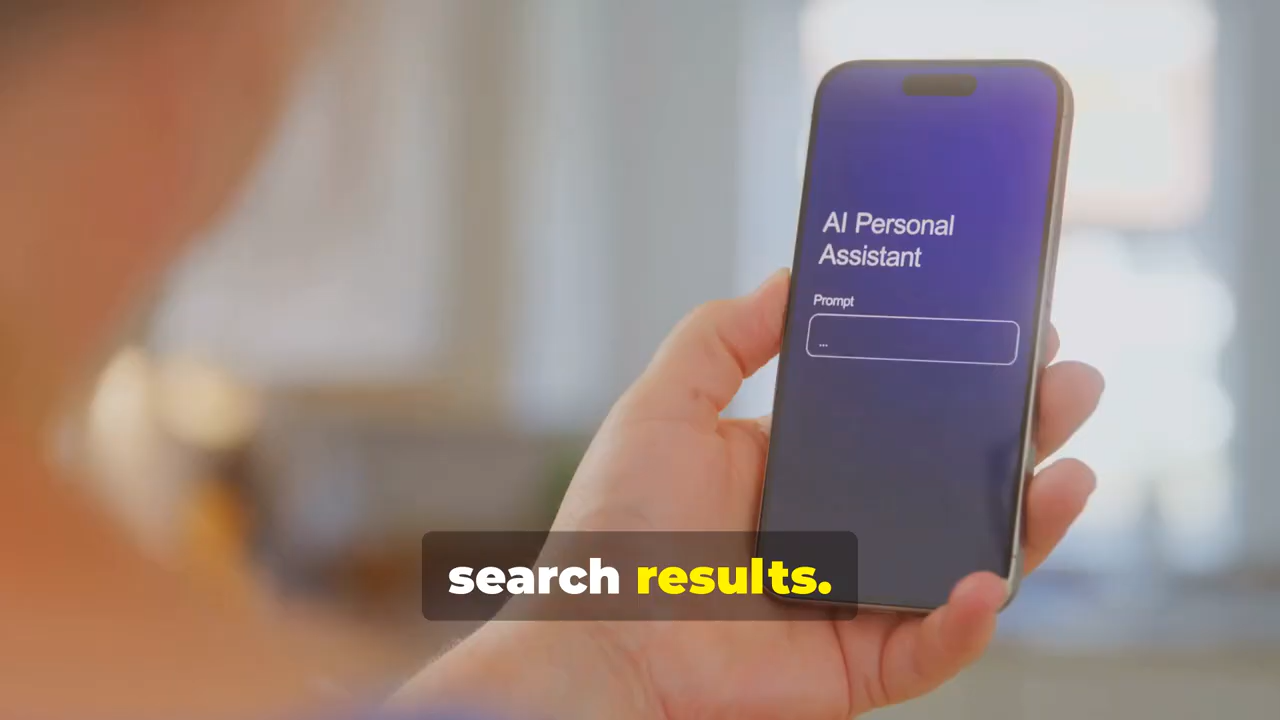 AI Personal
Assistant
Prompt
...
search results.